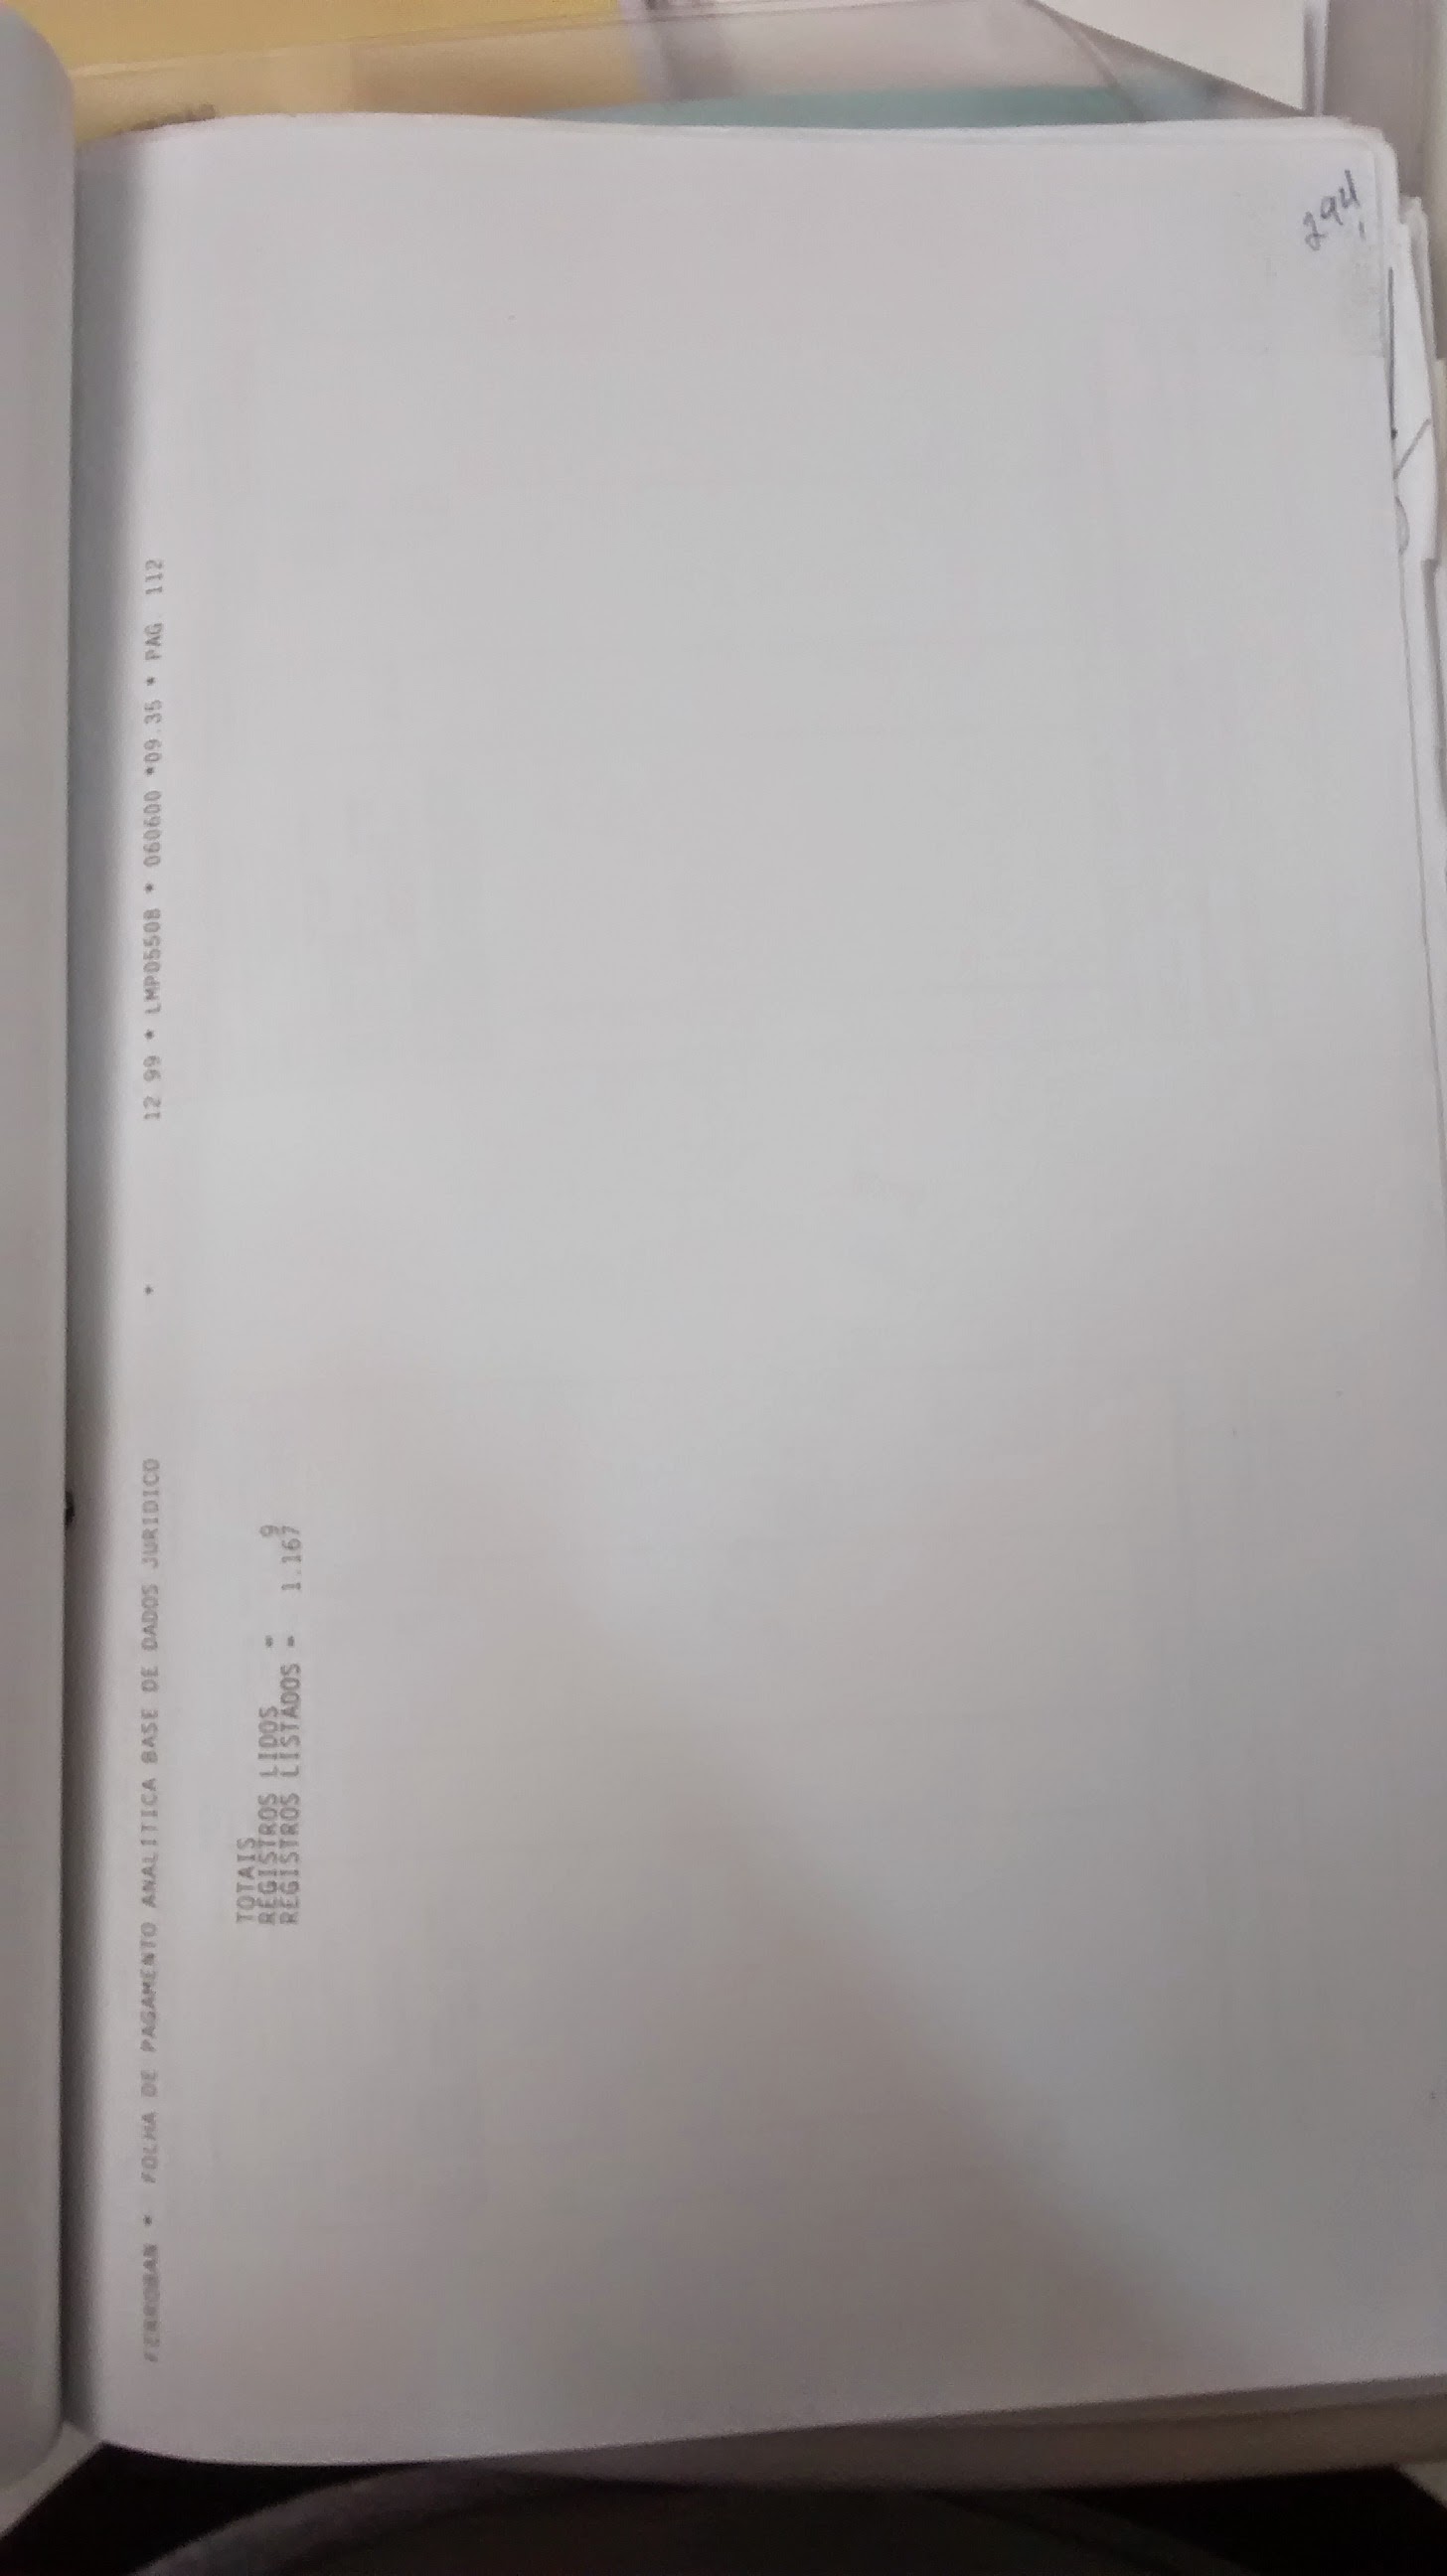 294
FERROBAN * FOLHA DE PAGAMENTO ANALITICA BASE DE DADOS JURIDICO * 12 99 * LMP0550B * 060600 *09.35 * PAG. 112
TOTAIS
REGISTROS LIDOS = 9
REGISTROS LISTADOS = 1.167